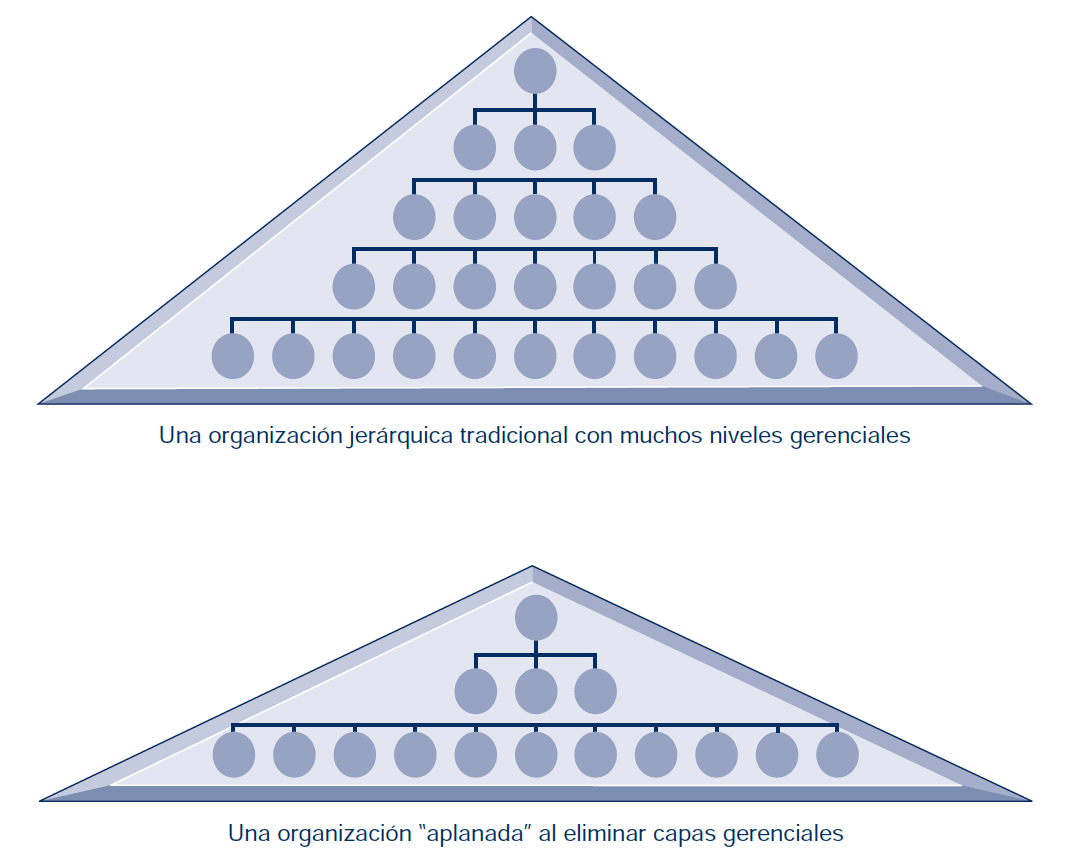 Una organización jerárquica tradicional con muchos niveles gerenciales
Una organización “aplanada” al eliminar capas gerenciales